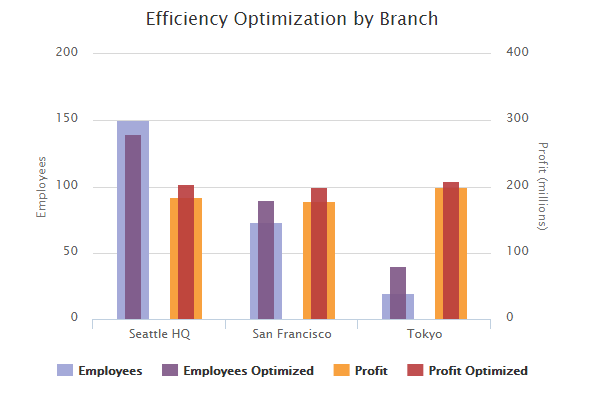 Efficiency Optimization by Branch
200 400
150 300
100 200
50 100
0 0
Employees
Profit (millions)
Seattle HQ San Francisco Tokyo
Employees Employees Optimized Profit Profit Optimized